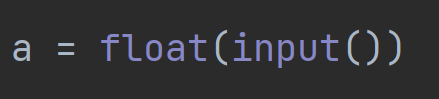 a = float(input())